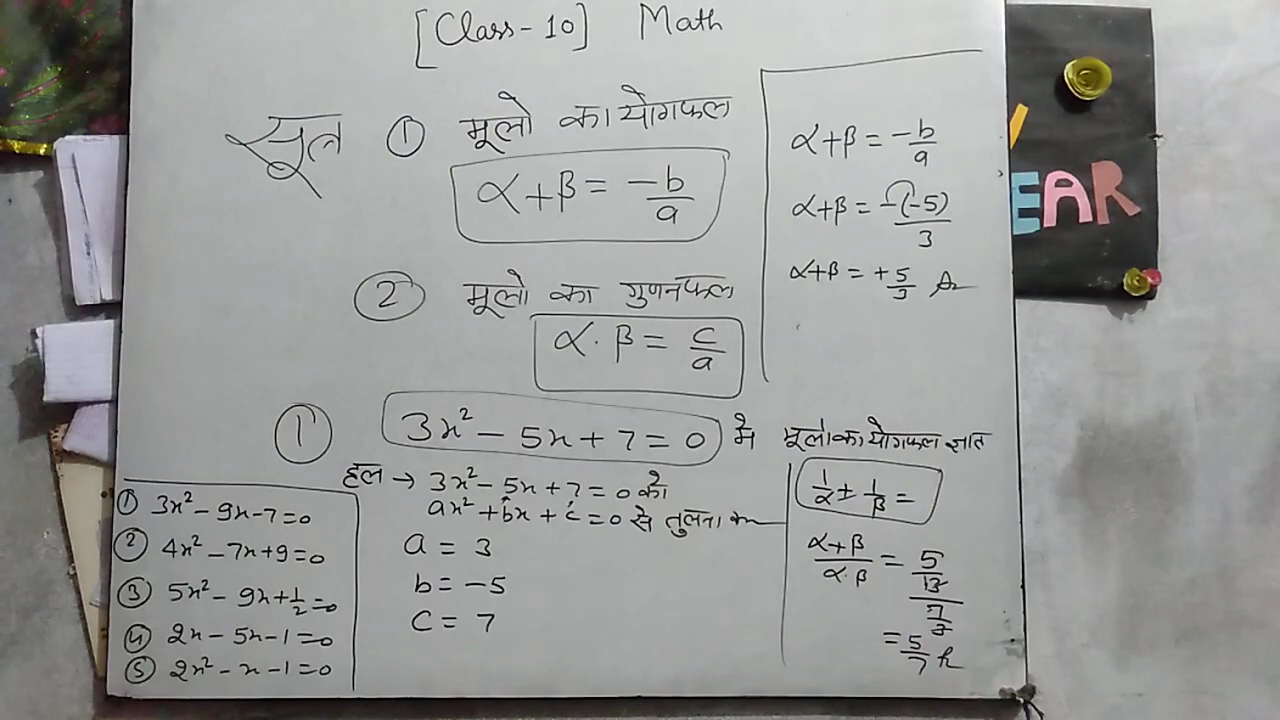 [Class-10] Math
सूत्र ① मूलो का योगफल
α+β = -b/a
② मूलो का गुणनफल
α.β = c/a
α+β = -b/a
α+β = -(-5)/3
α+β = +5/3
① 3x² - 5x + 7 = 0 में मूलो का योगफल ज्ञात
हल → 3x² - 5x + 7 = 0 को
ax² + bx + c = 0 से तुलना
a = 3
b = -5
c = 7
① 3x² - 9x - 7 = 0
② 4x² - 7x + 9 = 0
③ 5x² - 9x + 1/2 = 0
④ 2x - 5x - 1 = 0
⑤ 2x² - x - 1 = 0
1/α ± 1/β =
α+β/α.β = 5/3/7/3
= 5/7
EAR